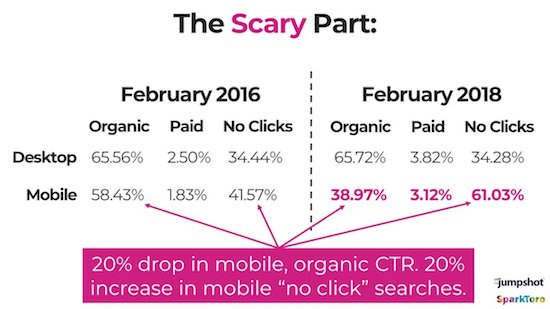 The Scary Part:
February 2016
February 2018
Organic Paid No Clicks
Organic Paid No Clicks
Desktop 65.56% 2.50% 34.44% 65.72% 3.82% 34.28%
Mobile 58.43% 1.83% 41.57% 38.97% 3.12% 61.03%
20% drop in mobile, organic CTR. 20%
increase in mobile “no click” searches.
jumpshot
SparkToro